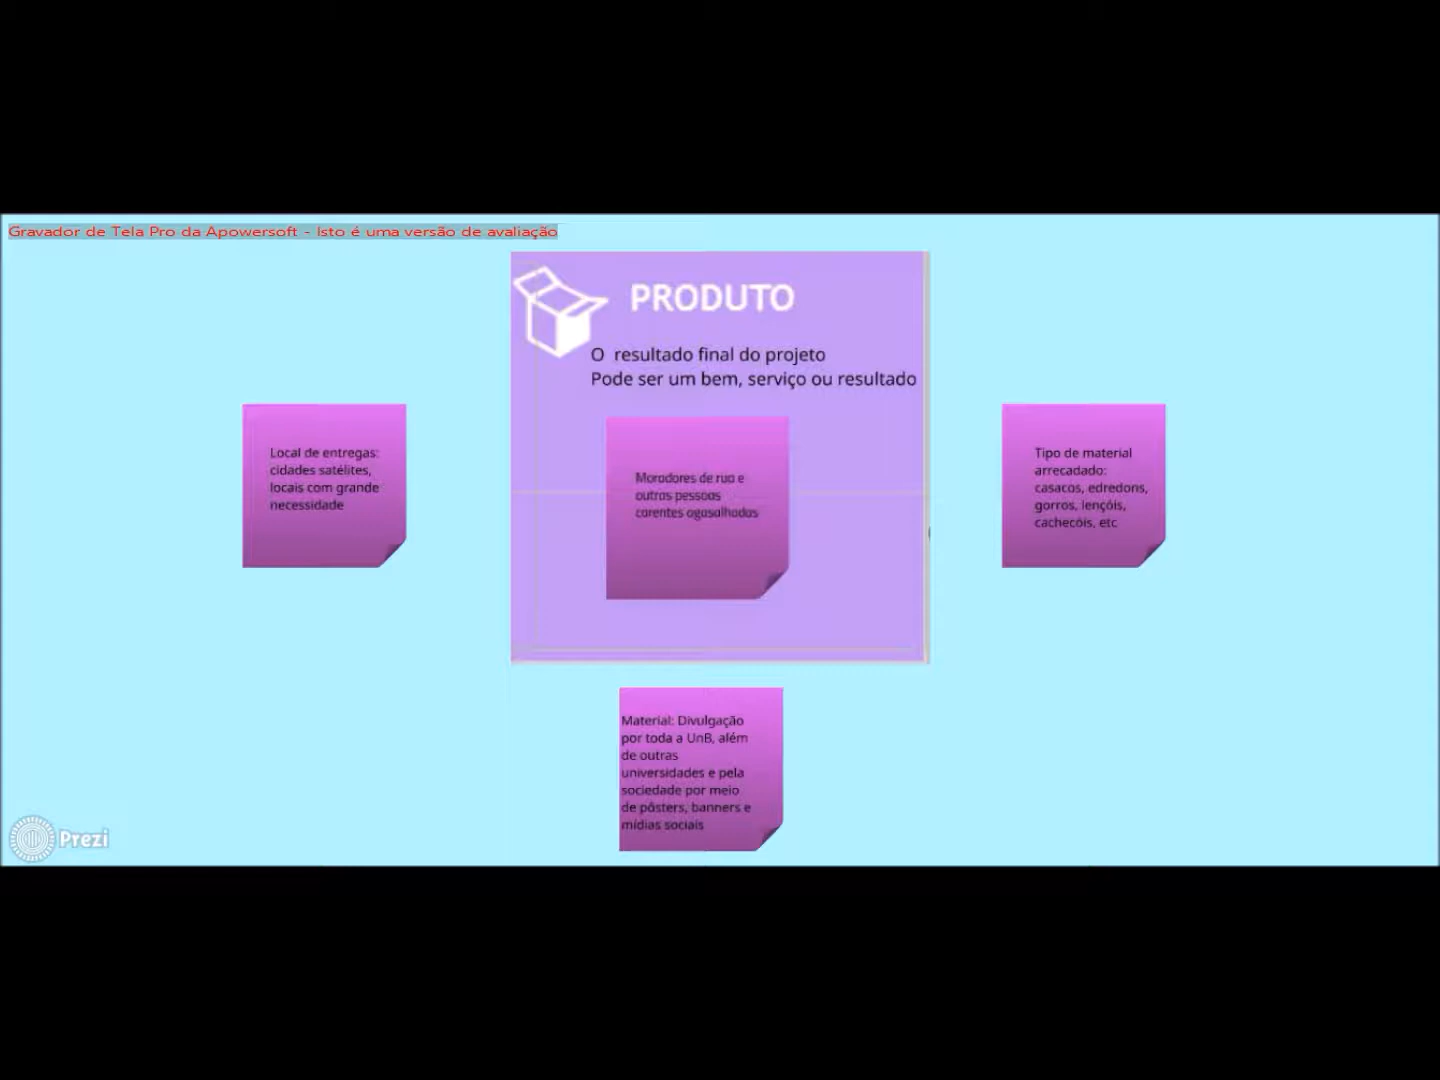 Gravador de Tela Pro da Apowersoft - Isto é uma versão de avaliação
PRODUTO
O resultado final do projeto
Pode ser um bem, serviço ou resultado
Local de entregas:
cidades satélites,
locais com grande
necessidade
Moradores de rua e
outras pessoas
carentes agasalhadas
Tipo de material
arrecadado:
casacos, edredons,
gorros, lençóis,
cachecóis, etc
Material: Divulgação
por toda a UnB, além
de outras
universidades e pela
sociedade por meio
de pôsters, banners e
mídias sociais
Prezi